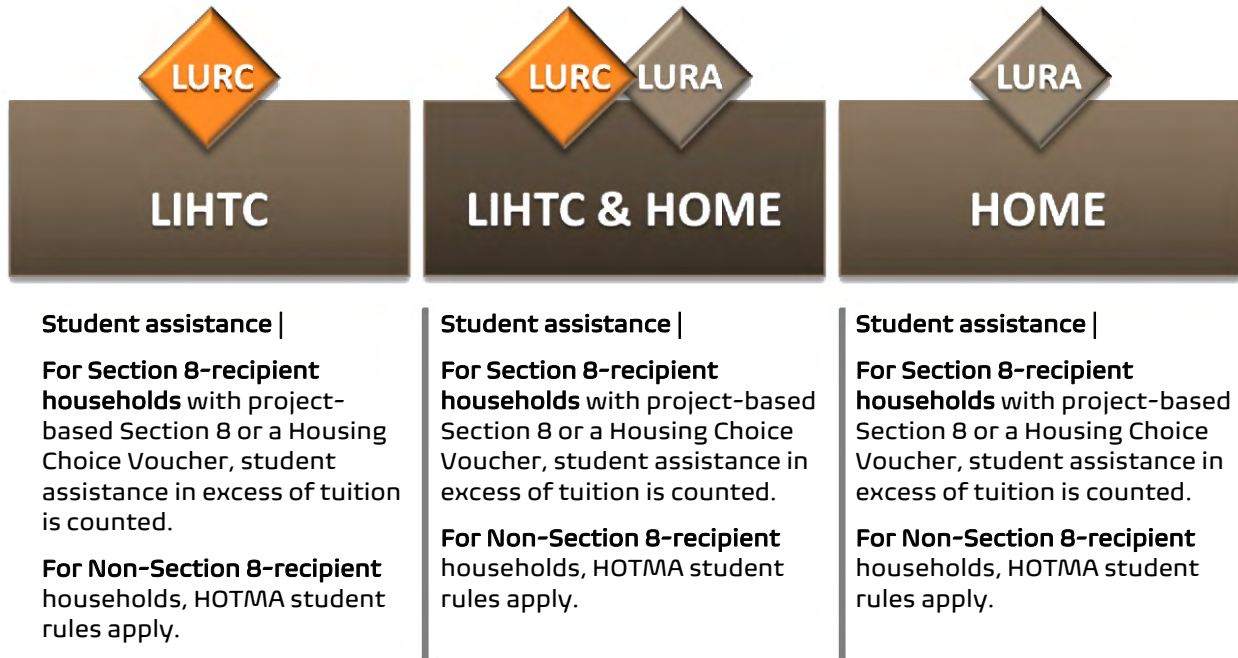 LURC
LIHTC
Student assistance |
For Section 8-recipient
households with project-
based Section 8 or a Housing
Choice Voucher, student
assistance in excess of tuition
is counted.
For Non-Section 8-recipient
households, HOTMA student
rules apply.
LURC LURA
LIHTC & HOME
Student assistance |
For Section 8-recipient
households with project-based
Section 8 or a Housing Choice
Voucher, student assistance in
excess of tuition is counted.
For Non-Section 8-recipient
households, HOTMA student
rules apply.
LURA
HOME
Student assistance |
For Section 8-recipient
households with project-based
Section 8 or a Housing Choice
Voucher, student assistance in
excess of tuition is counted.
For Non-Section 8-recipient
households, HOTMA student
rules apply.